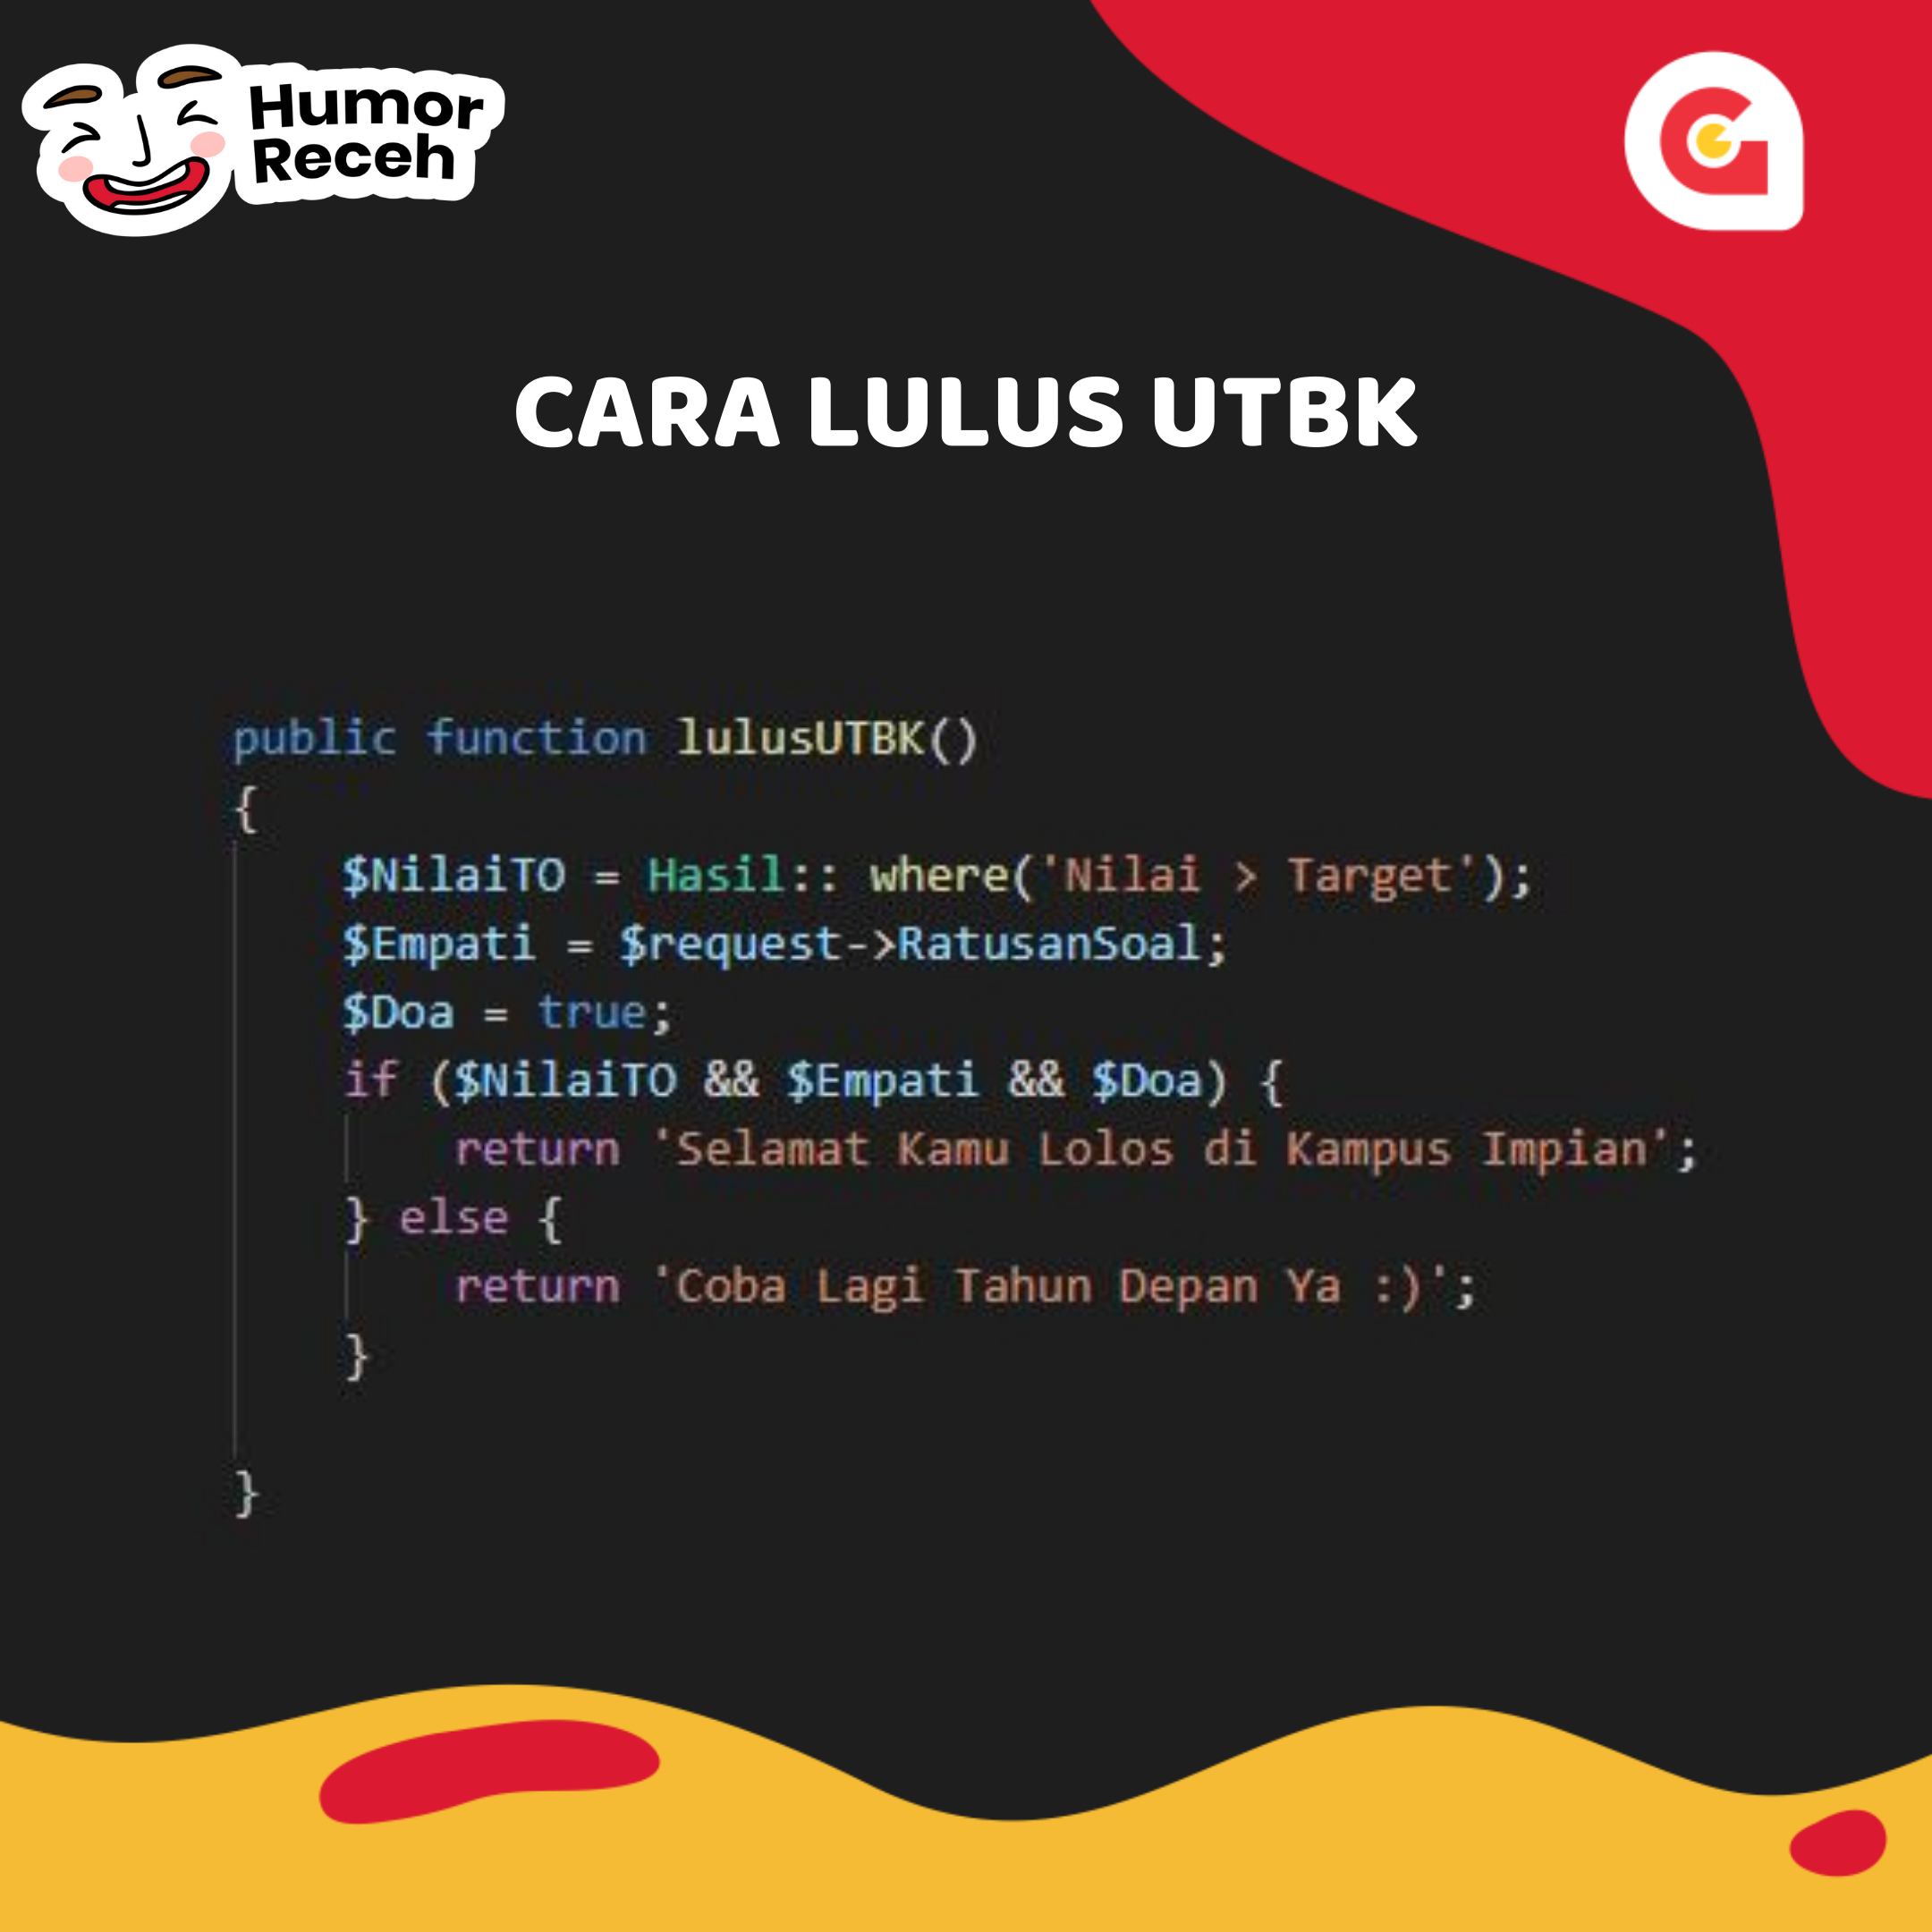 Humor
Receh
CARA LULUS UTBK
public function lulusUTBK()
{
$NilaiTO = Hasil:: where('Nilai > Target');
$Empati = $request->RatusanSoal;
$Doa = true;
if ($NilaiTO && $Empati && $Doa) {
return 'Selamat Kamu Lolos di Kampus Impian';
} else {
return 'Coba Lagi Tahun Depan Ya :)';
}
}